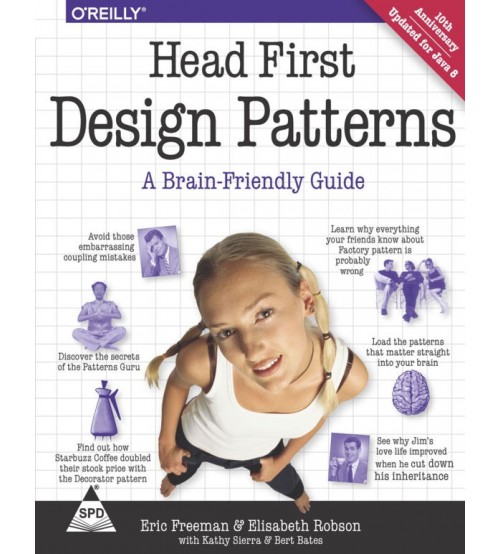 O'REILLY®
10th
Anniversary
Updated for Java 8
Head First
Design Patterns
A Brain-Friendly Guide
Avoid those
embarrassing
coupling mistakes
Learn why everything
your friends know about
Factory pattern is
probably
wrong
Discover the secrets
of the Patterns Guru
Load the patterns
that matter straight
into your brain
Find out how
Starbuzz Coffee doubled
their stock price with
the Decorator pattern
See why Jim's
love life improved
when he cut down
his inheritance
SPD
®
Eric Freeman & Elisabeth Robson
with Kathy Sierra & Bert Bates